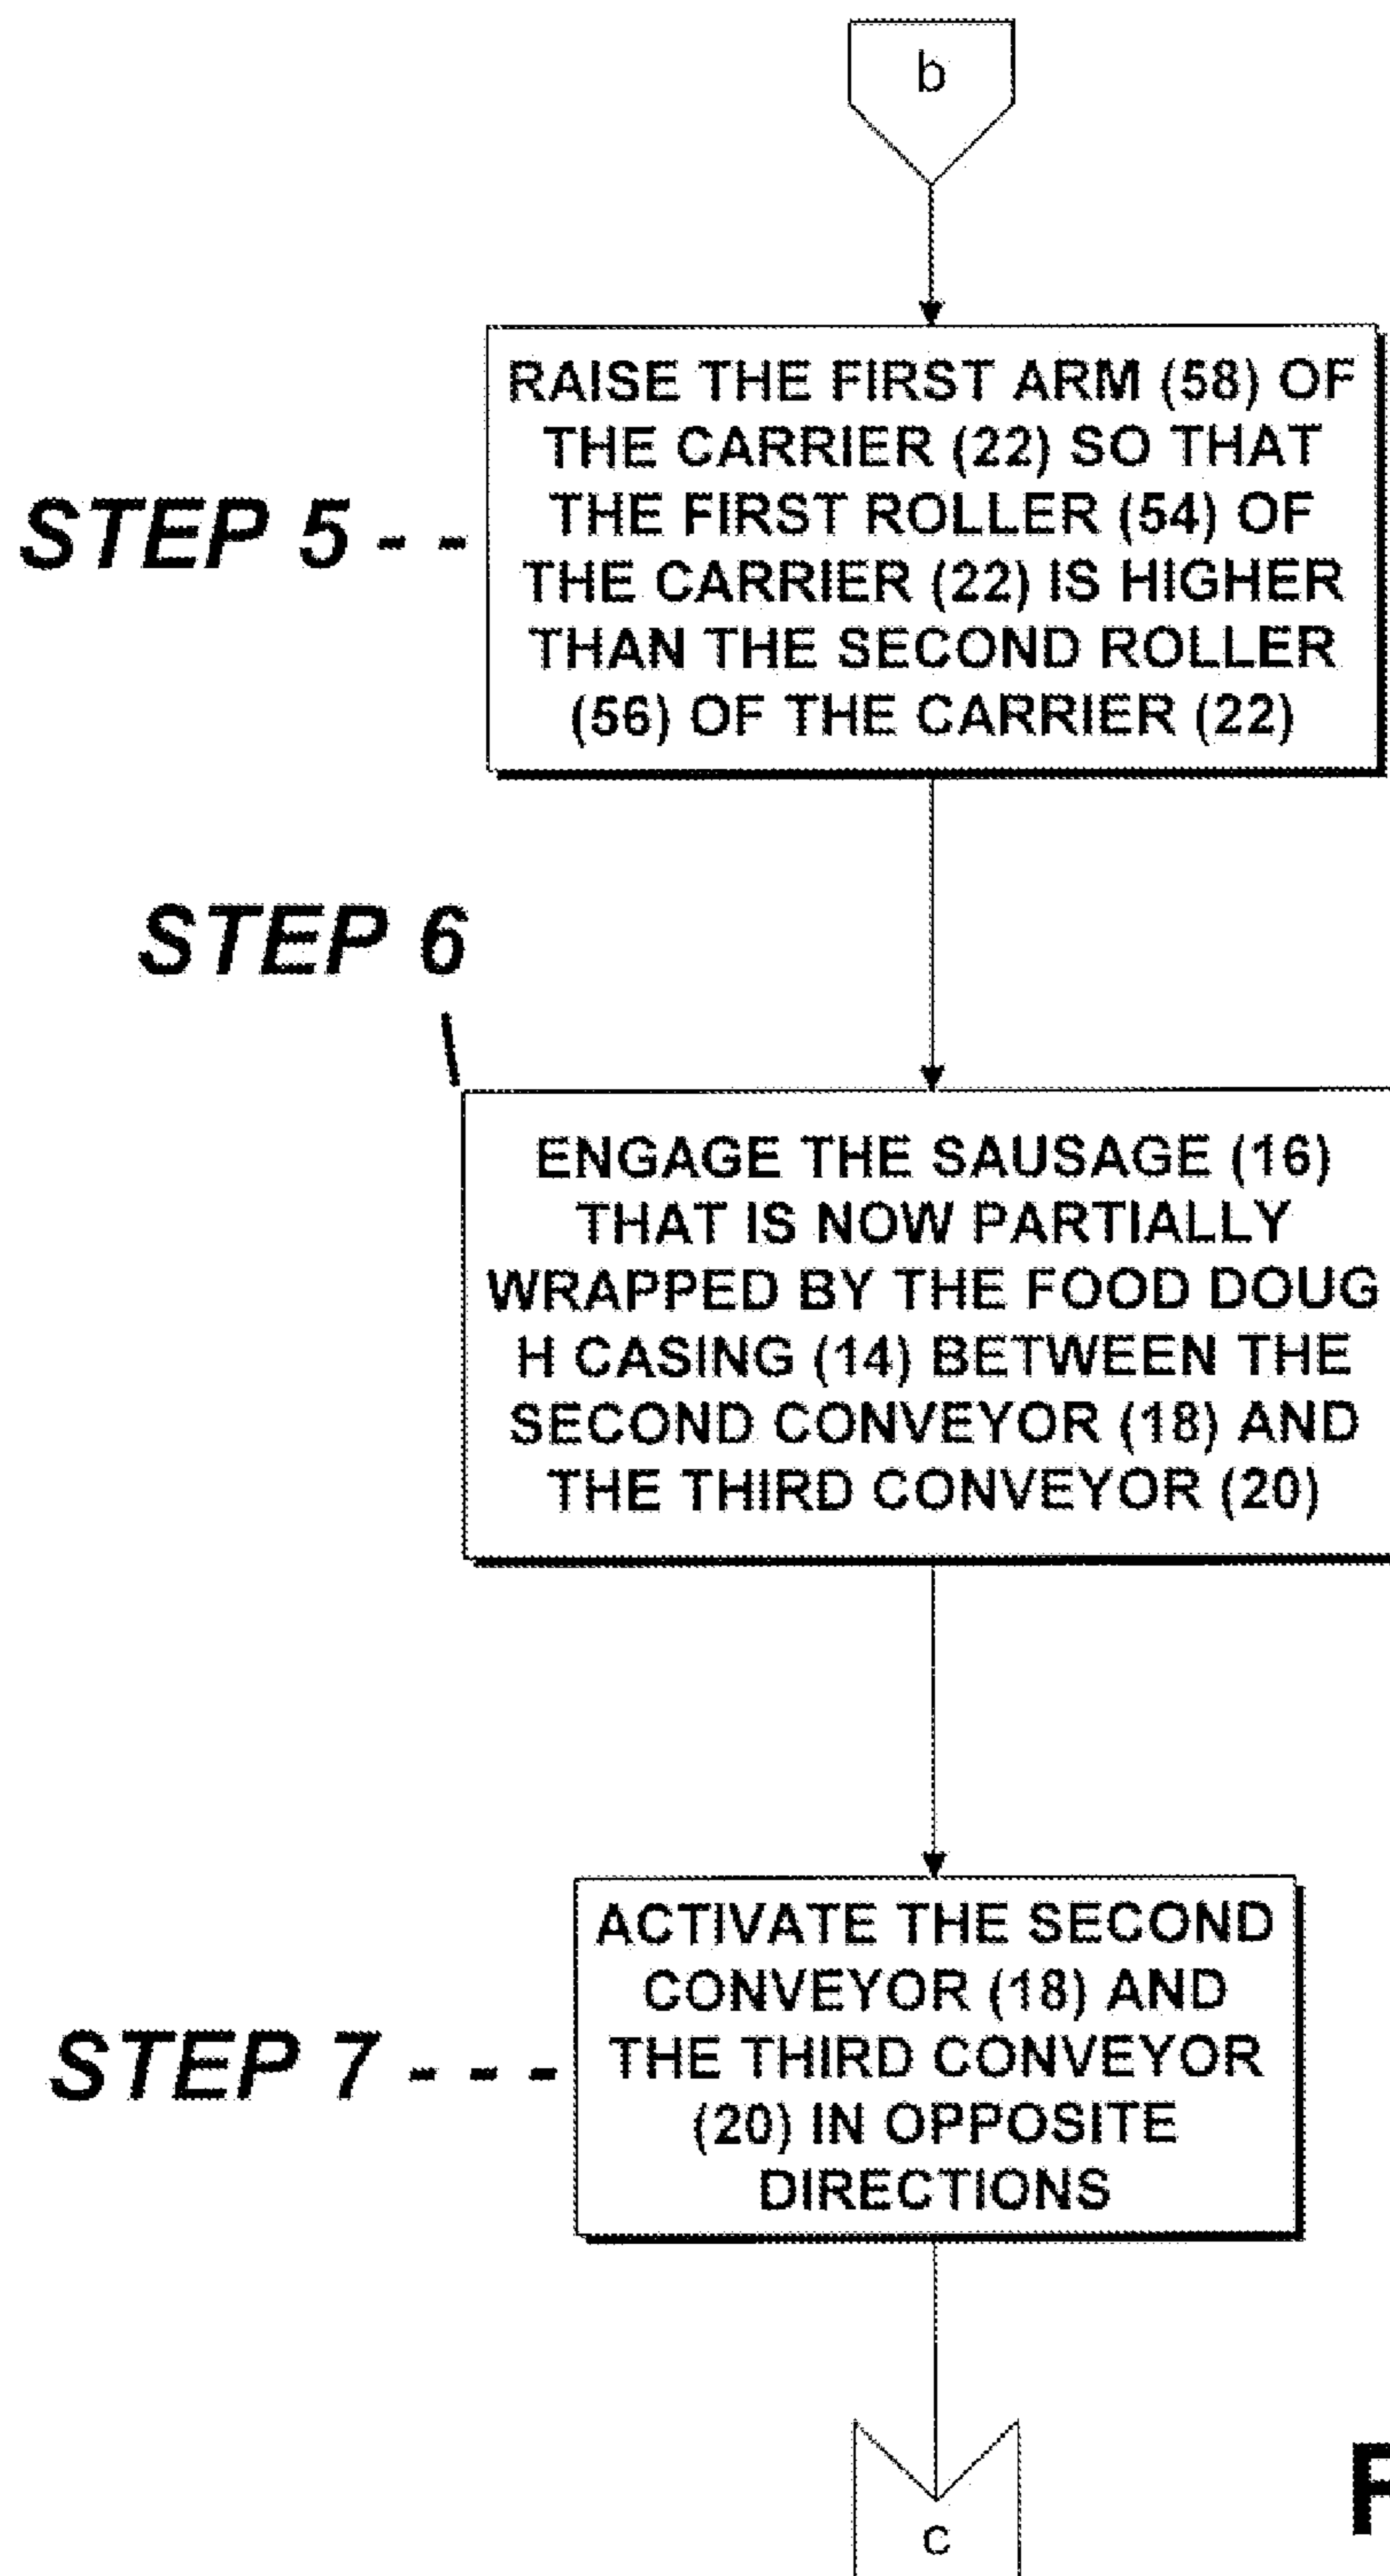 b
RAISE THE FIRST ARM (58) OF
THE CARRIER (22) SO THAT
THE FIRST ROLLER (54) OF
STEP 5 - -
THE CARRIER (22) IS HIGHER
THAN THE SECOND ROLLER
(56) OF THE CARRIER (22)
STEP 6
ENGAGE THE SAUSAGE (16)
THAT IS NOW PARTIALLY
WRAPPED BY THE FOOD DOUG
H CASING (14) BETWEEN THE
SECOND CONVEYOR (18) AND
THE THIRD CONVEYOR (20)
ACTIVATE THE SECOND
CONVEYOR (18) AND
STEP 7 - - -
THE THIRD CONVEYOR
(20) IN OPPOSITE
DIRECTIONS
c